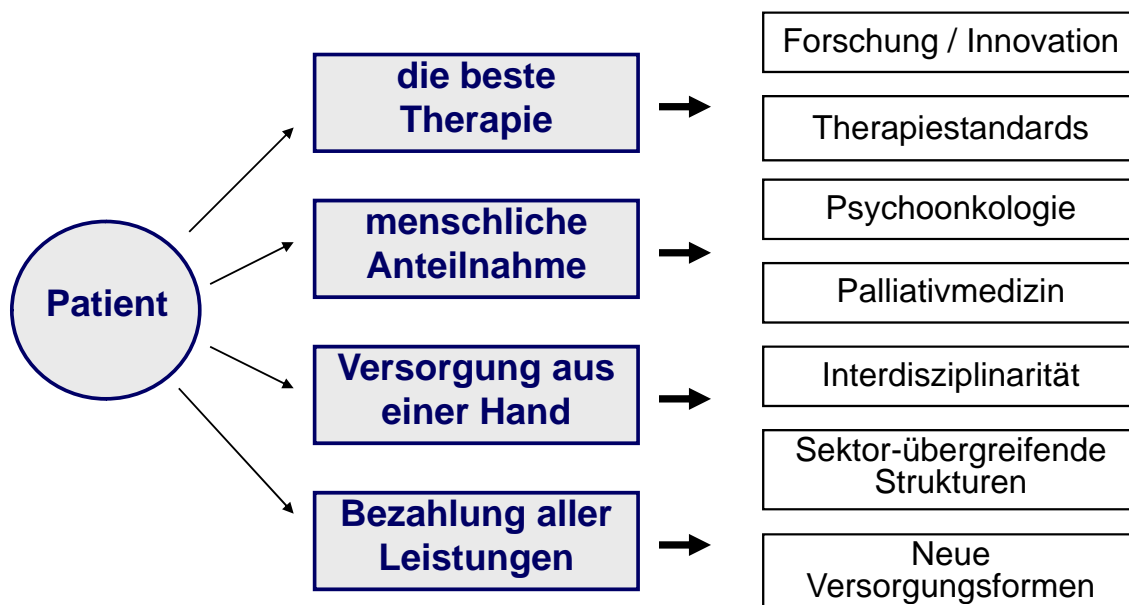 Patient
die beste
Therapie
menschliche
Anteilnahme
Versorgung aus
einer Hand
Bezahlung aller
Leistungen
Forschung / Innovation
Therapiestandards
Psychoonkologie
Palliativmedizin
Interdisziplinarität
Sektor-übergreifende
Strukturen
Neue
Versorgungsformen